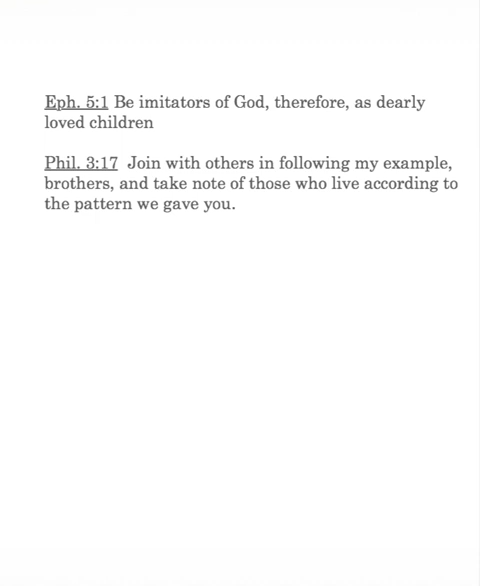 Eph. 5:1 Be imitators of God, therefore, as dearly
loved children
Phil. 3:17  Join with others in following my example,
brothers, and take note of those who live according to
the pattern we gave you.